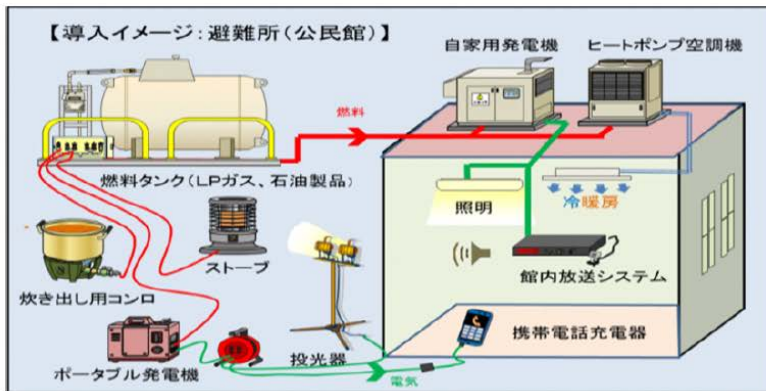 【導入イメージ：避難所（公民館）】
自家用発電機
ヒートポンプ空調機
燃料
燃料タンク（LPガス、石油製品）
照明
冷暖房
ストーブ
館内放送システム
炊き出し用コンロ
携帯電話充電器
投光器
ポータブル発電機
電気